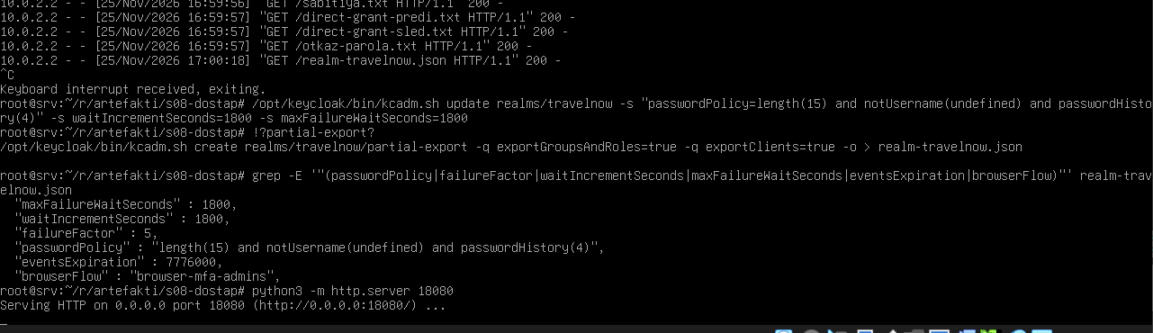 10.0.2.2 - - [25/Nov/2026 16:59:56] "GET /sabitiya.txt HTTP/1.1" 200 -
10.0.2.2 - - [25/Nov/2026 16:59:57] "GET /direct-grant-predi.txt HTTP/1.1" 200 -
10.0.2.2 - - [25/Nov/2026 16:59:57] "GET /direct-grant-sled.txt HTTP/1.1" 200 -
10.0.2.2 - - [25/Nov/2026 16:59:57] "GET /otkaz-parola.txt HTTP/1.1" 200 -
10.0.2.2 - - [25/Nov/2026 17:00:18] "GET /realm-travelnow.json HTTP/1.1" 200 -
^C
Keyboard interrupt received, exiting.
root@srv:~/r/artefakti/s08-dostap# /opt/keycloak/bin/kcadm.sh update realms/travelnow -s "passwordPolicy=length(15) and notUsername(undefined) and passwordHisto
ry(4)" -s waitIncrementSeconds=1800 -s maxFailureWaitSeconds=1800
root@srv:~/r/artefakti/s08-dostap# !?partial-export?
/opt/keycloak/bin/kcadm.sh create realms/travelnow/partial-export -q exportGroupsAndRoles=true -q exportClients=true -o > realm-travelnow.json
root@srv:~/r/artefakti/s08-dostap# grep -E '"(passwordPolicy|failureFactor|waitIncrementSeconds|maxFailureWaitSeconds|eventsExpiration|browserFlow)"' realm-trav
elnow.json
  "maxFailureWaitSeconds" : 1800,
  "waitIncrementSeconds" : 1800,
  "failureFactor" : 5,
  "passwordPolicy" : "length(15) and notUsername(undefined) and passwordHistory(4)",
  "eventsExpiration" : 7776000,
  "browserFlow" : "browser-mfa-admins",
root@srv:~/r/artefakti/s08-dostap# python3 -m http.server 18080
Serving HTTP on 0.0.0.0 port 18080 (http://0.0.0.0:18080/) ...